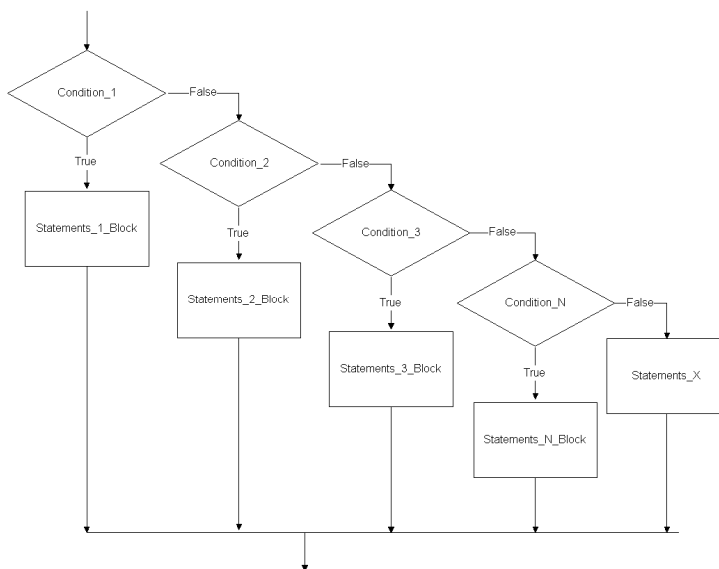 Condition_1
False
True
Condition_2
False
Statements_1_Block
True
Condition_3
False
Statements_2_Block
True
Condition_N
False
Statements_3_Block
True
Statements_X
Statements_N_Block